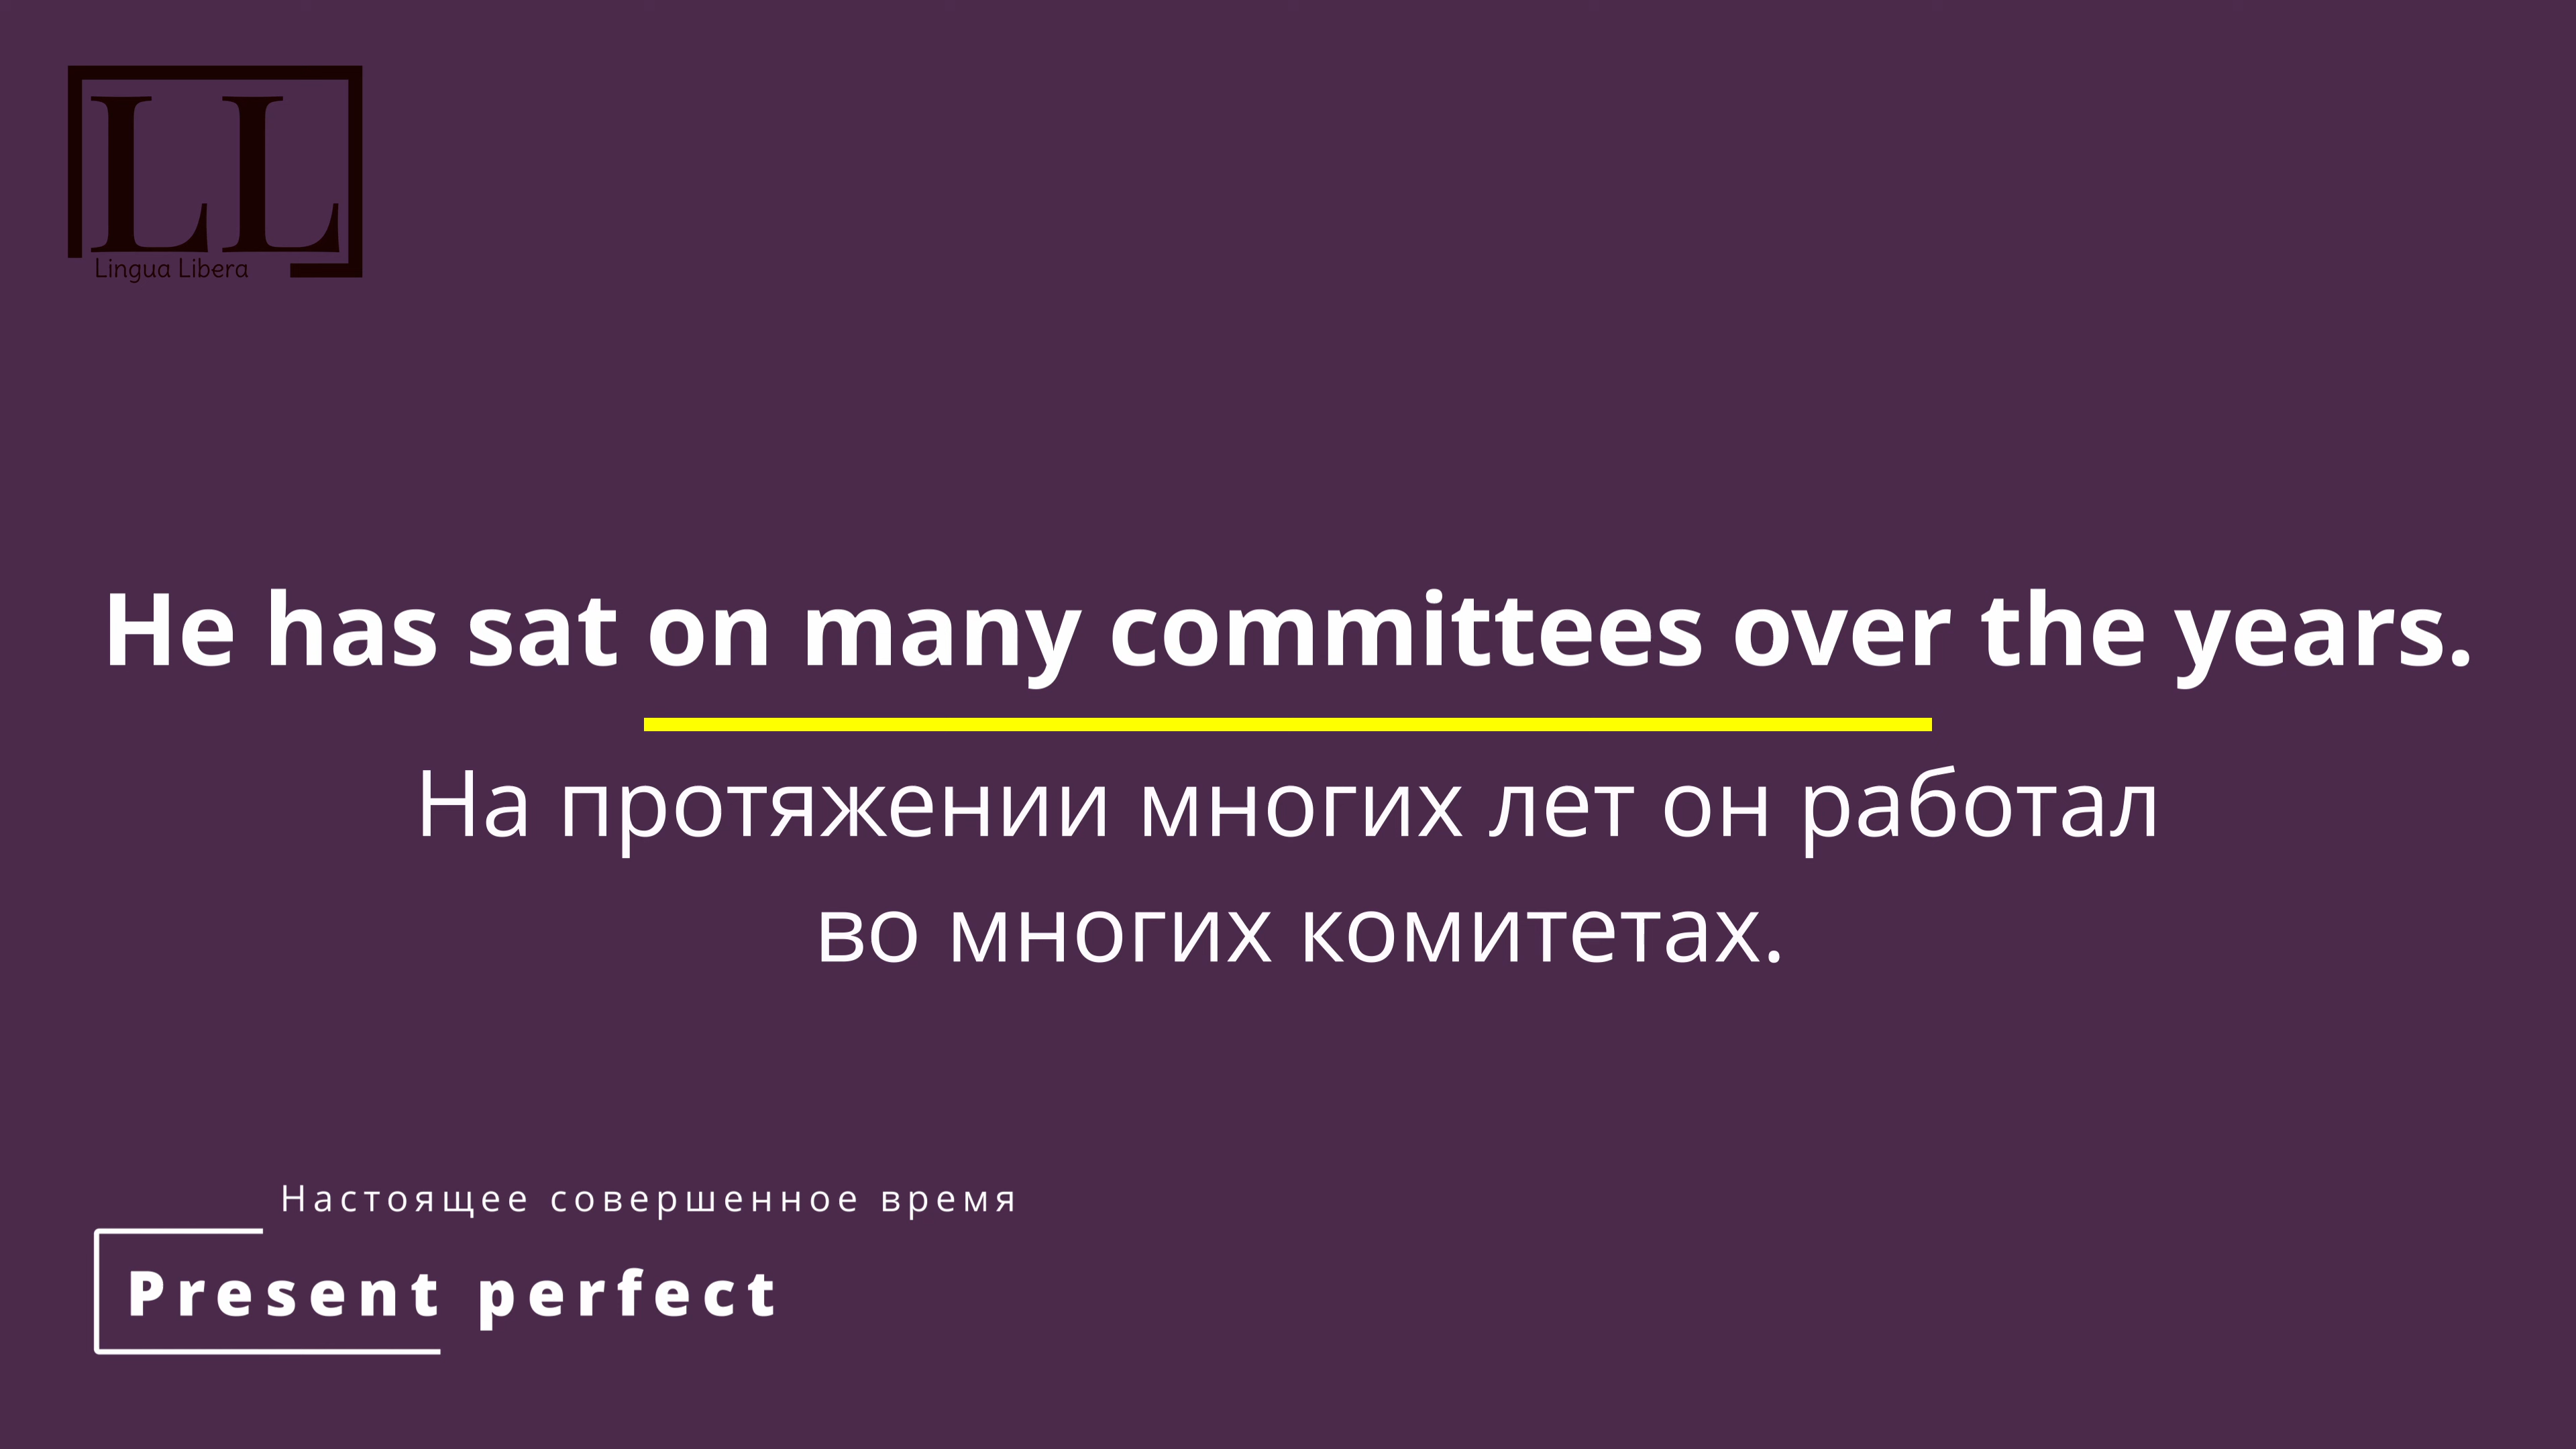 LL
Lingua Libera
He has sat on many committees over the years.
На протяжении многих лет он работал
во многих комитетах.
Настоящее совершенное время
Present perfect